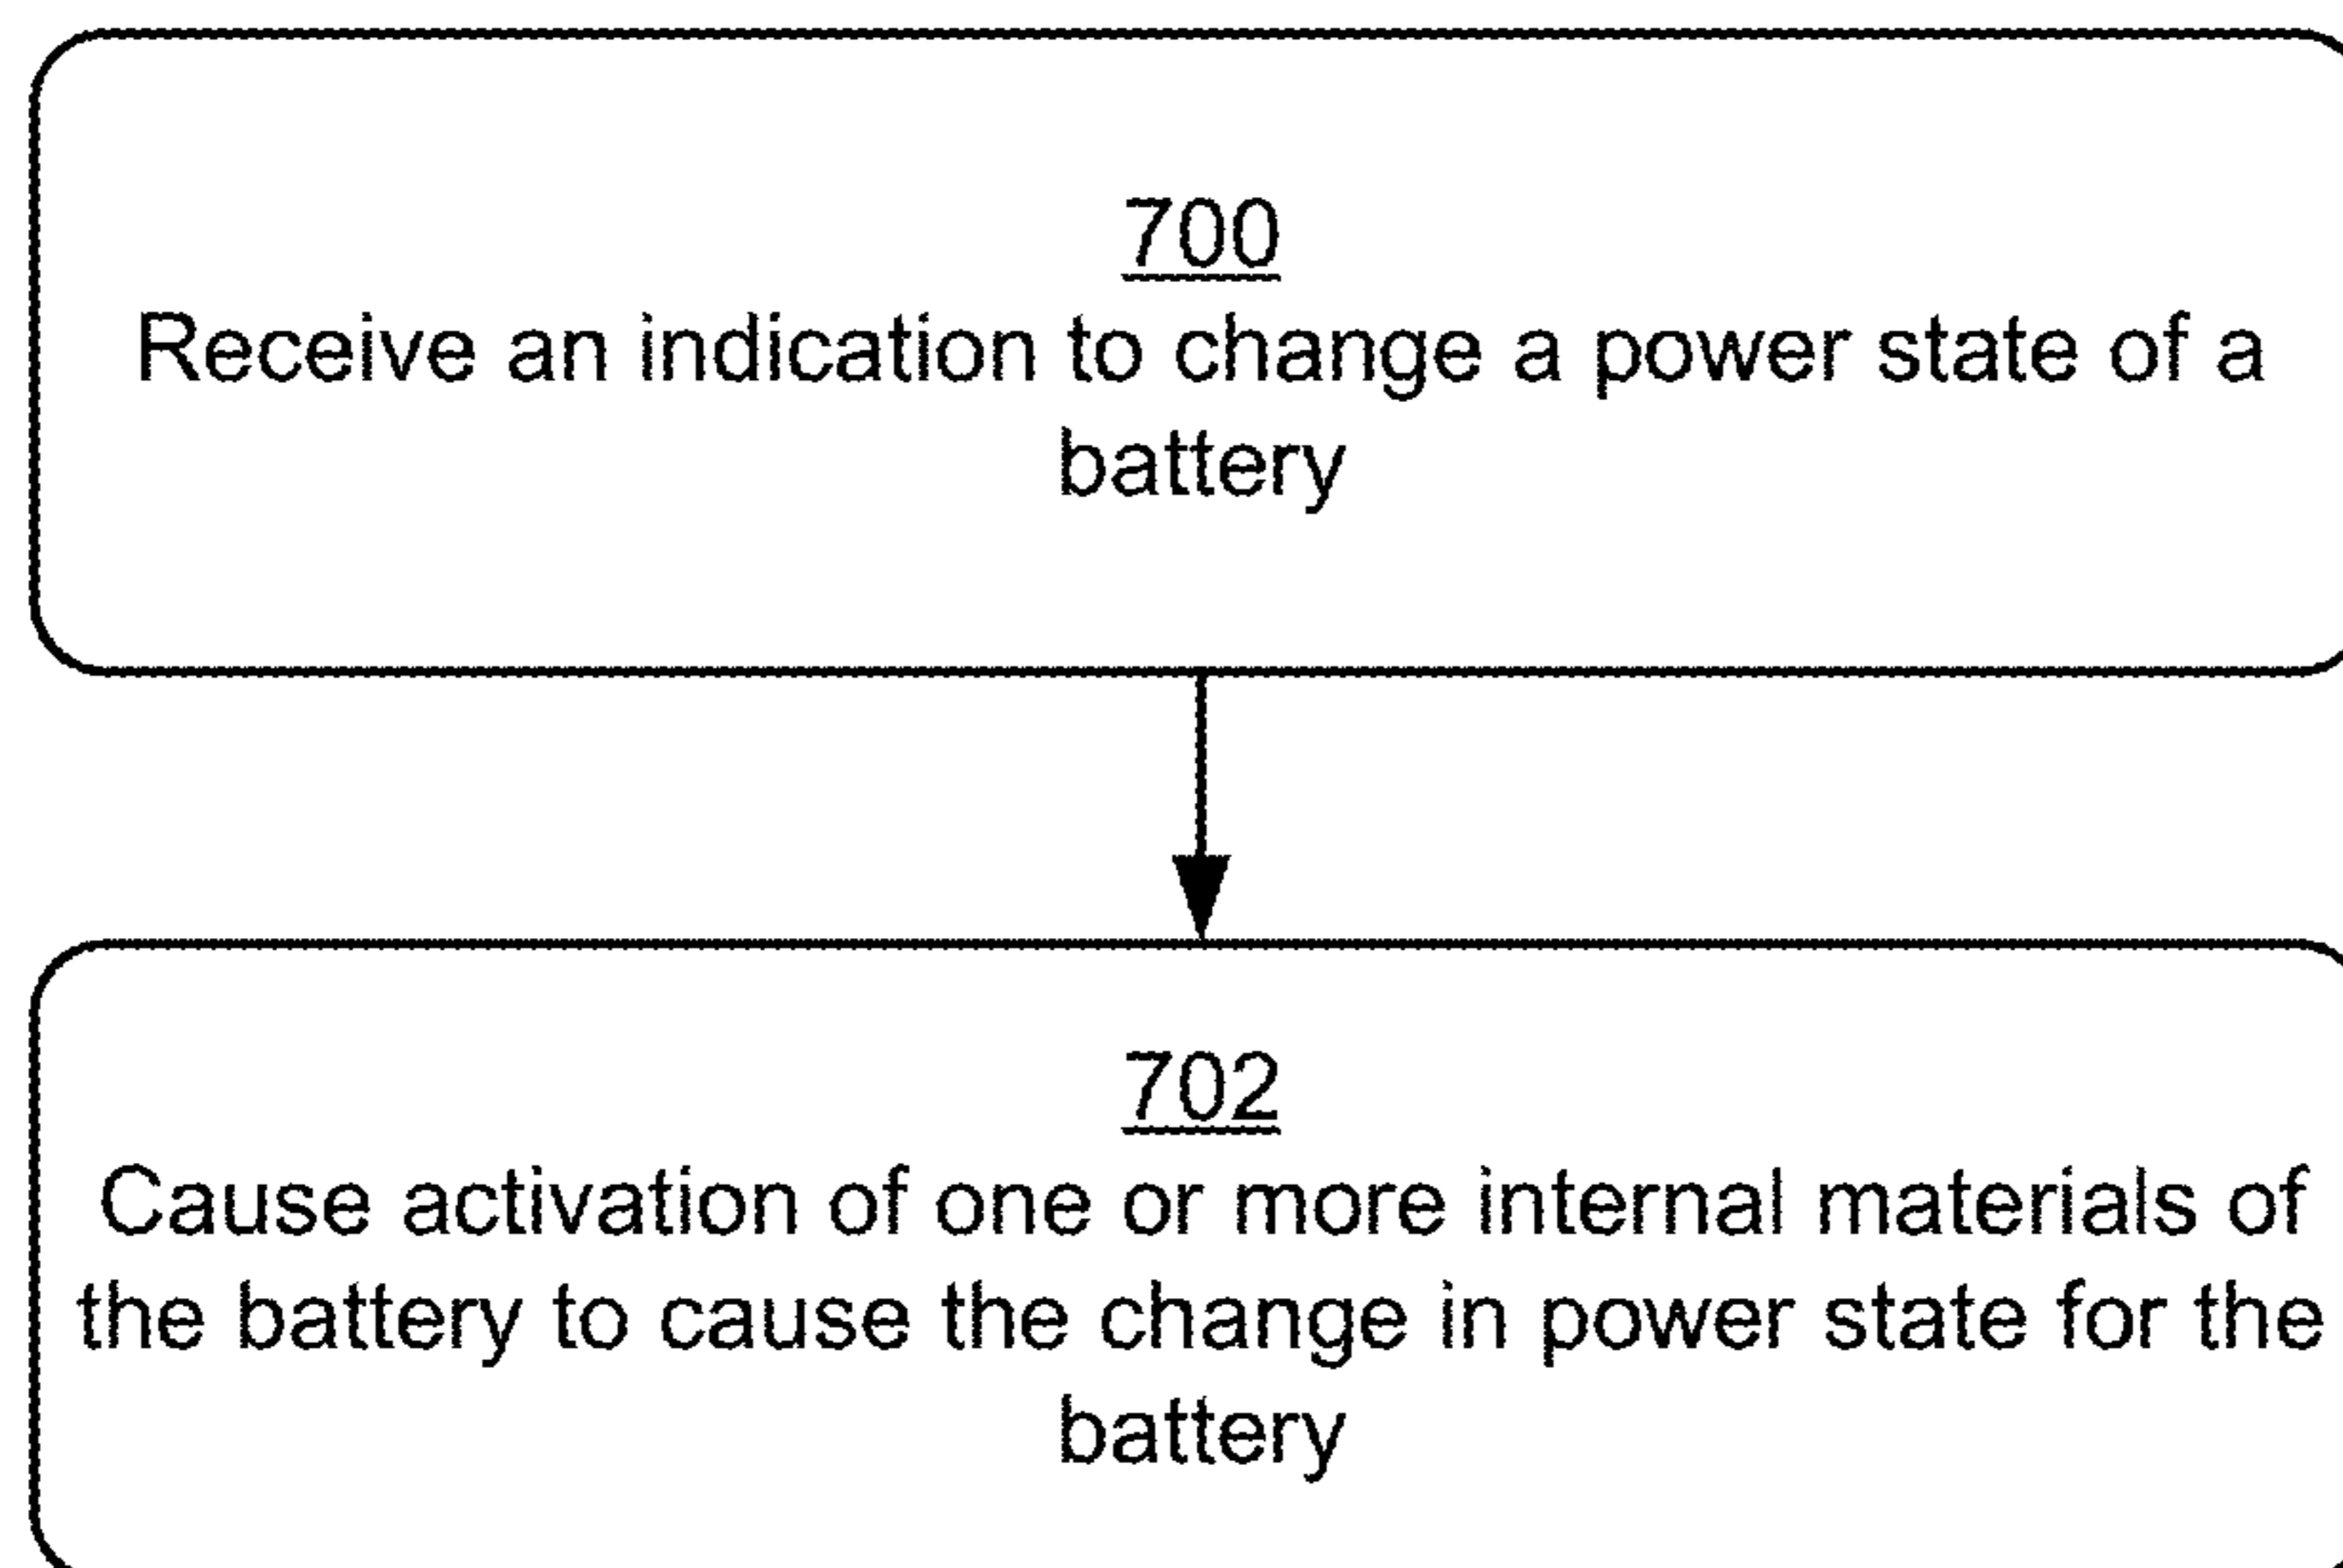 700
Receive an indication to change a power state of a
battery
702
Cause activation of one or more internal materials of
the battery to cause the change in power state for the
battery